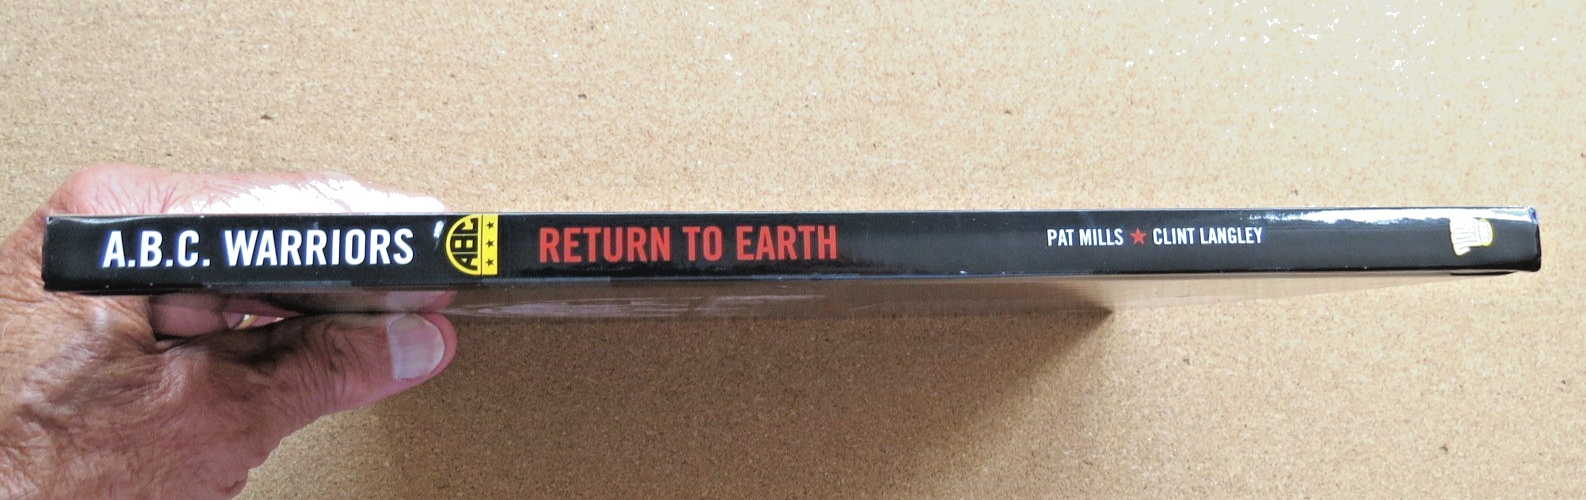 A.B.C. WARRIORS
ABC
RETURN TO EARTH
PAT MILLS ★ CLINT LANGLEY